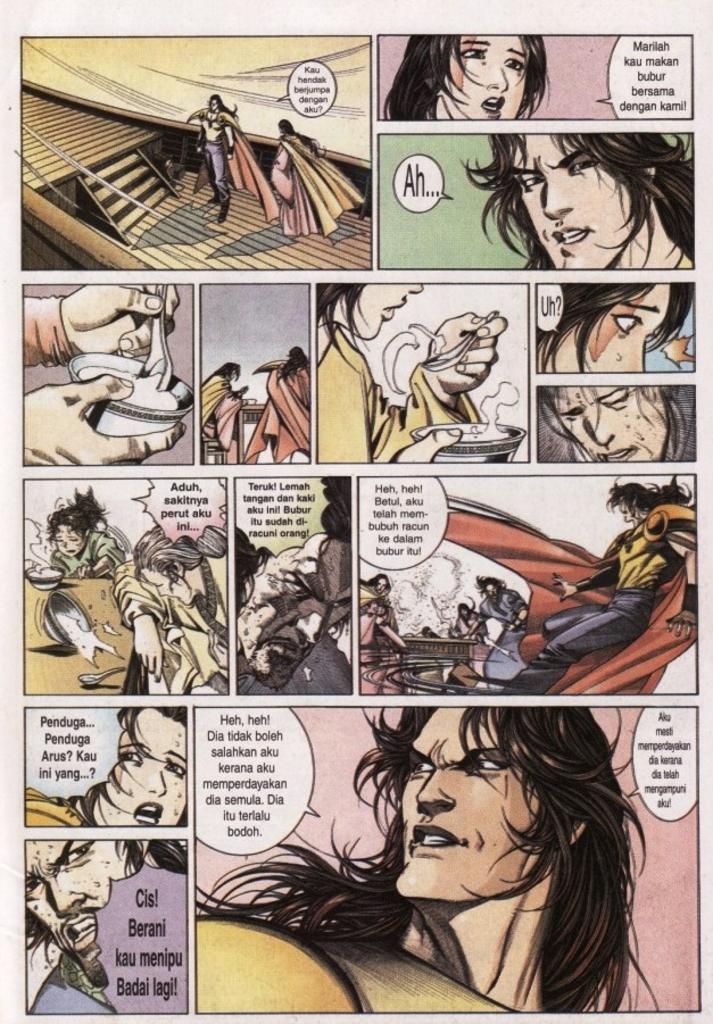 Kau
hendak
berjumpa
dengan
aku?
Marilah
kau makan
bubur
bersama
dengan kami!
Ah...
Uh?
Aduh,
sakitnya
perut aku
ini...
Teruk! Lemah
tangan dan kaki
aku ini! Bubur
itu sudah di-
racuni orang!
Heh, heh!
Betul, aku
telah mem-
bubuh racun
ke dalam
bubur itu!
Penduga...
Penduga
Arus? Kau
ini yang...?
Heh, heh!
Dia tidak boleh
salahkan aku
kerana aku
memperdayakan
dia semula. Dia
itu terlalu
bodoh.
Aku
mesti
memperdayakan
dia kerana
dia telah
mengampuni
aku!
Cis!
Berani
kau menipu
Badai lagi!